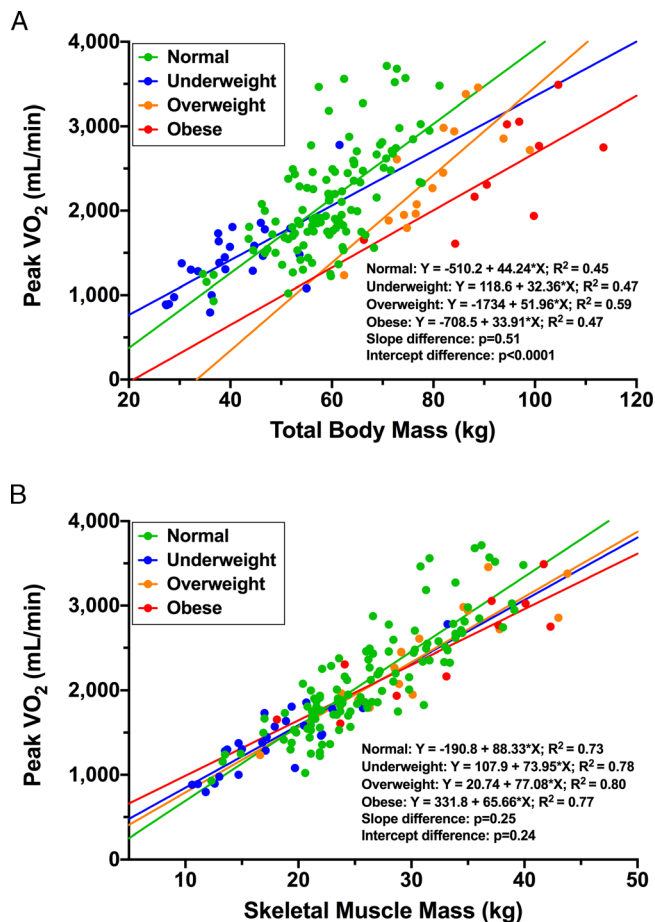 A
Peak VO2 (mL/min)
4,000
3,000
2,000
1,000
0
Normal
Underweight
Overweight
Obese
Normal: Y = -510.2 + 44.24*X; R2 = 0.45
Underweight: Y = 118.6 + 32.36*X; R2 = 0.47
Overweight: Y = -1734 + 51.96*X; R2 = 0.59
Obese: Y = -708.5 + 33.91*X; R2 = 0.47
Slope difference: p=0.51
Intercept difference: p<0.0001
20 40 60 80 100 120
Total Body Mass (kg)
B
Peak VO2 (mL/min)
4,000
3,000
2,000
1,000
0
Normal
Underweight
Overweight
Obese
Normal: Y = -190.8 + 88.33*X; R2 = 0.73
Underweight: Y = 107.9 + 73.95*X; R2 = 0.78
Overweight: Y = 20.74 + 77.08*X; R2 = 0.80
Obese: Y = 331.8 + 65.66*X; R2 = 0.77
Slope difference: p=0.25
Intercept difference: p=0.24
10 20 30 40 50
Skeletal Muscle Mass (kg)